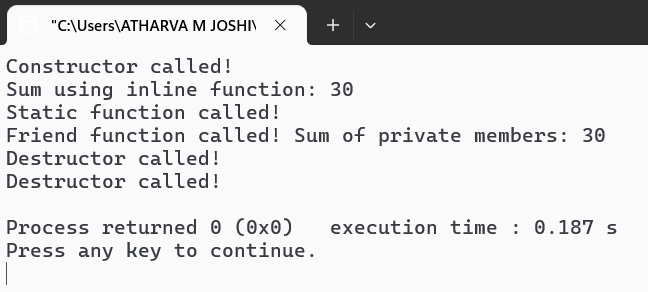 "C:\Users\ATHARVA M JOSHI\
Constructor called!
Sum using inline function: 30
Static function called!
Friend function called! Sum of private members: 30
Destructor called!
Destructor called!
Process returned 0 (0x0)   execution time : 0.187 s
Press any key to continue.